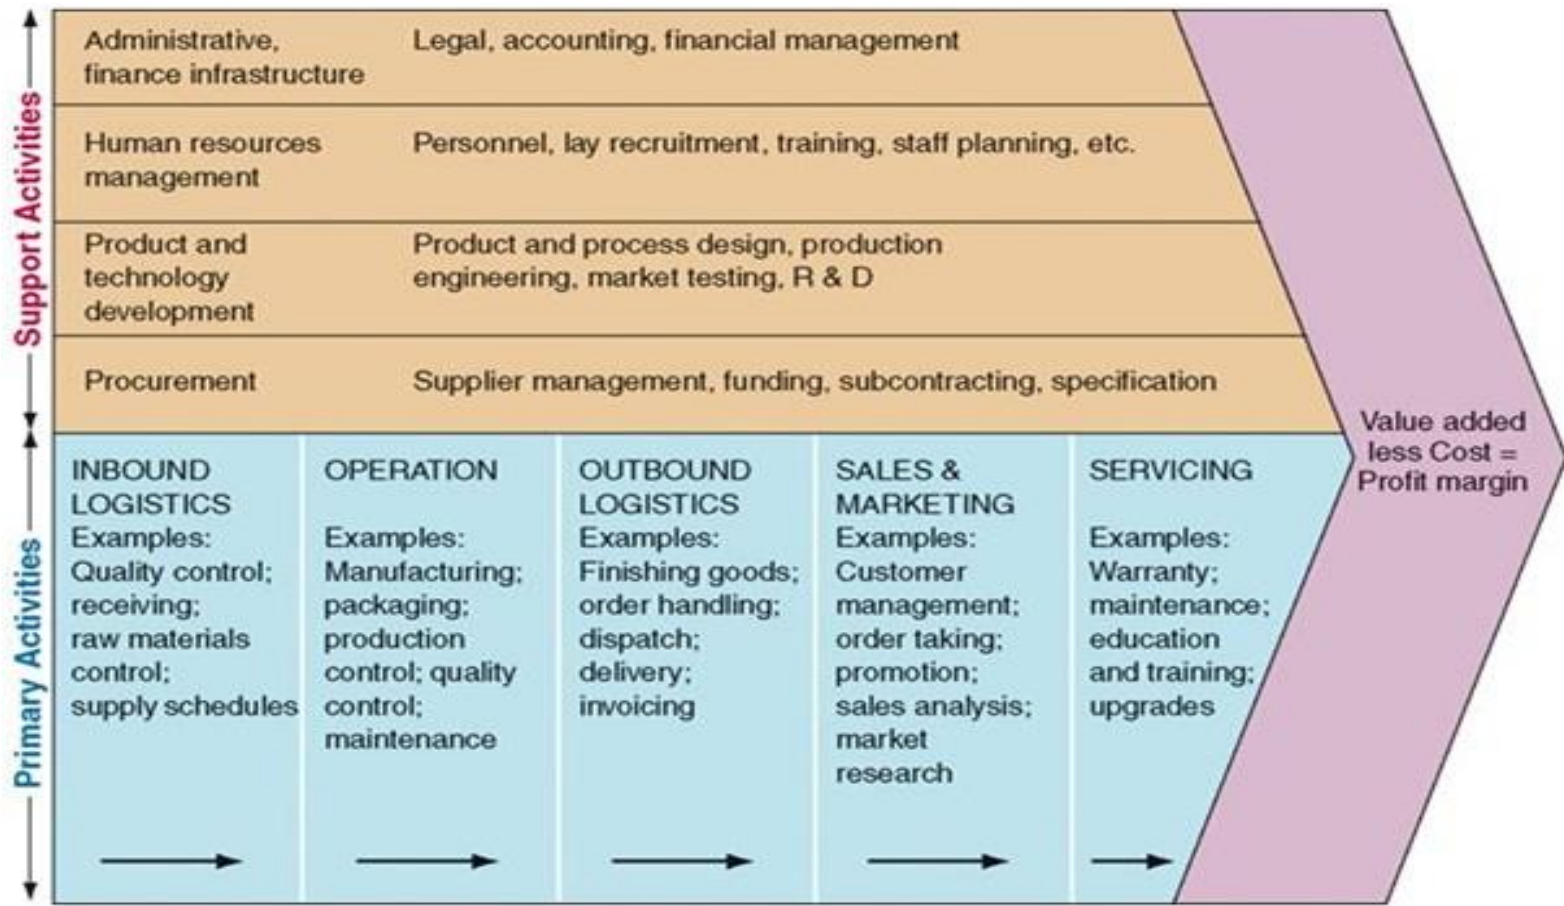 Support Activities
Administrative,
finance infrastructure
Legal, accounting, financial management
Human resources
management
Personnel, lay recruitment, training, staff planning, etc.
Product and
technology
development
Product and process design, production
engineering, market testing, R & D
Procurement
Supplier management, funding, subcontracting, specification
Primary Activities
INBOUND
LOGISTICS
Examples:
Quality control;
receiving;
raw materials
control;
supply schedules
OPERATION
Examples:
Manufacturing;
packaging;
production
control; quality
control;
maintenance
OUTBOUND
LOGISTICS
Examples:
Finishing goods;
order handling;
dispatch;
delivery;
invoicing
SALES &
MARKETING
Examples:
Customer
management;
order taking;
promotion;
sales analysis;
market
research
SERVICING
Examples:
Warranty;
maintenance;
education
and training;
upgrades
Value added
less Cost =
Profit margin